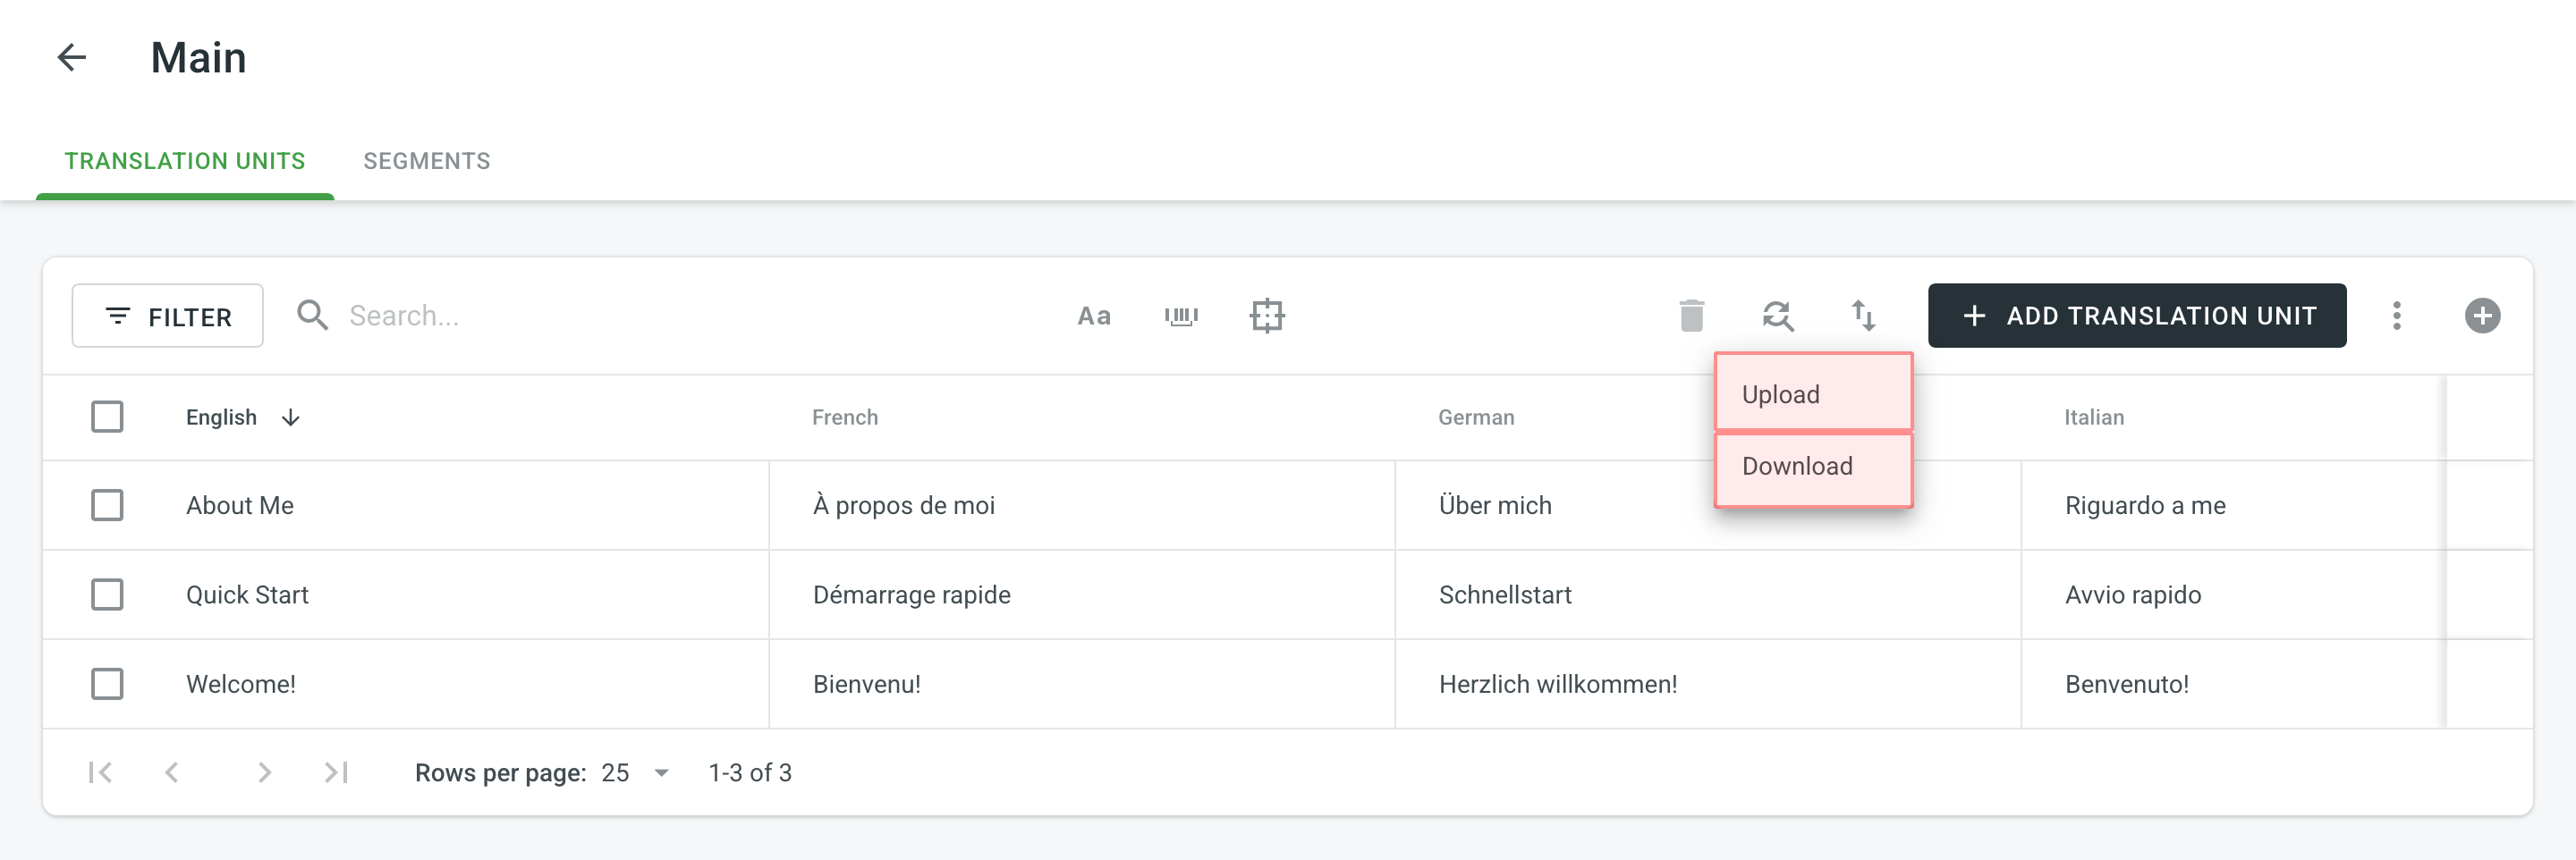 Main
TRANSLATION UNITS SEGMENTS
FILTER Search... Aa ADD TRANSLATION UNIT
Upload
Download
English French German Italian
About Me À propos de moi Über mich Riguardo a me
Quick Start Démarrage rapide Schnellstart Avvio rapido
Welcome! Bienvenu! Herzlich willkommen! Benvenuto!
Rows per page: 25 1-3 of 3